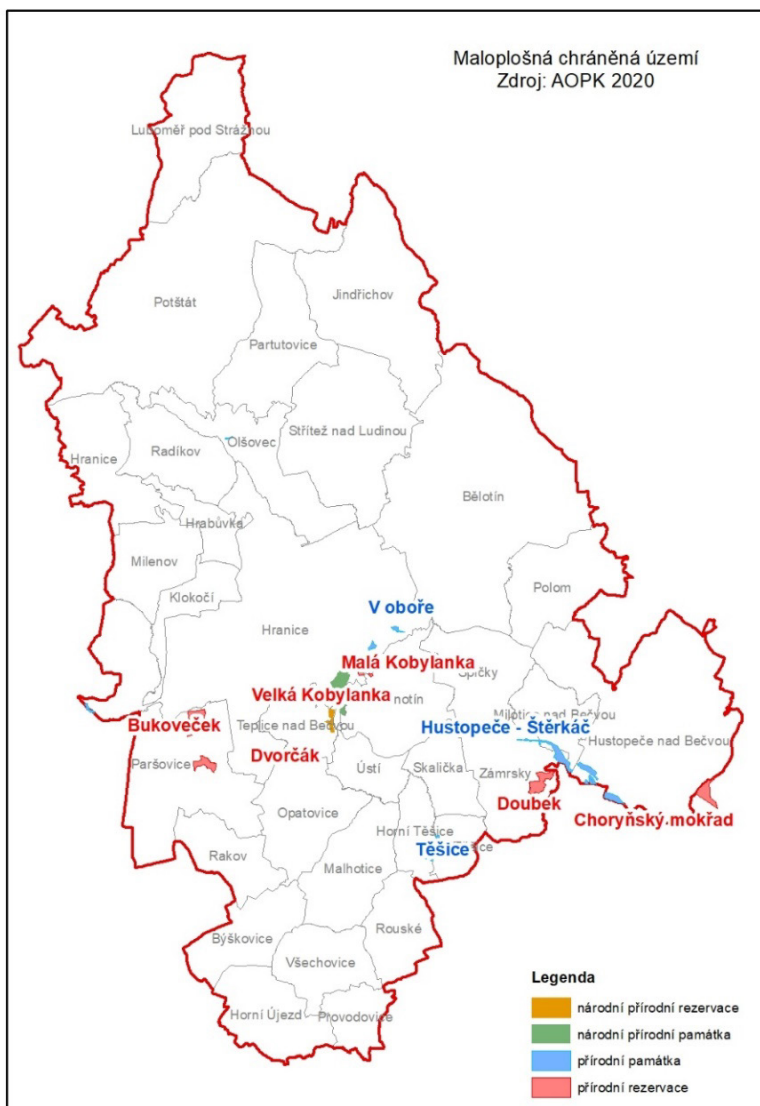 Maloplošná chráněná území
Zdroj: AOPK 2020
Luboměř pod Strážnou
Potštát
Jindřichov
Partutovice
Střítež nad Ludinou
Olšovec
Radíkov
Hranice
Bělotín
Hrabůvka
Milenov
Polom
Klokočí
V oboře
Hranice
Malá Kobylanka
Špičky
Velká Kobylanka
notín
Milotice nad Bečvou
Bukoveček
Teplice nad Bečvou
Hustopeče - Štěrkáč
Hustopeče nad Bečvou
Dvorčák
Paršovice
Ústí
Skalička
Zámrsky
Doubek
Choryňský mokřad
Opatovice
Horní Těšice
Těšice
Rakov
Malhotice
Rouské
Býškovice
Všechovice
Horní Újezd
Provodovice
Legenda
národní přírodní rezervace
národní přírodní památka
přírodní památka
přírodní rezervace